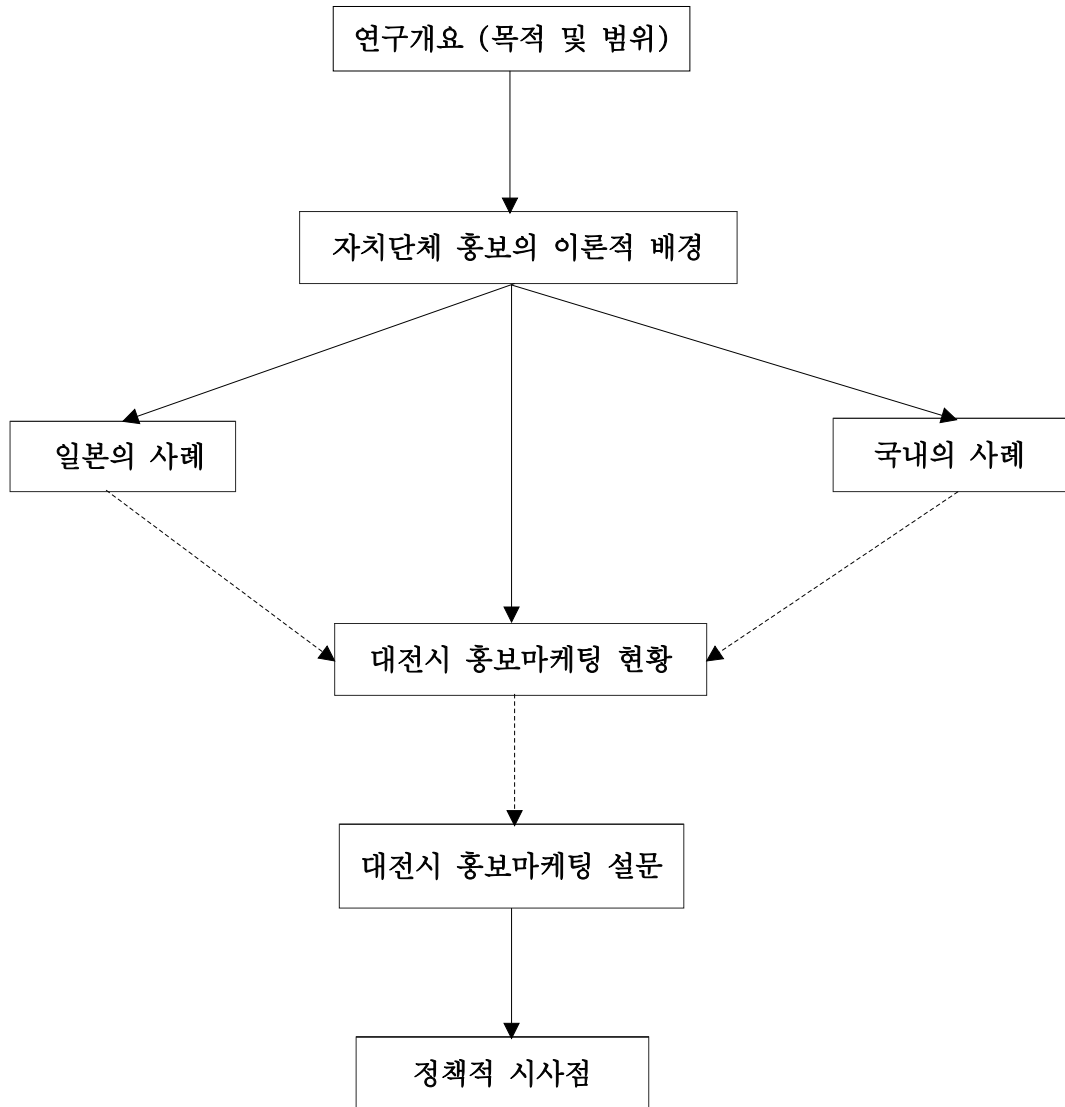 연구개요 (목적 및 범위)
자치단체 홍보의 이론적 배경
일본의 사례
국내의 사례
대전시 홍보마케팅 현황
대전시 홍보마케팅 설문
정책적 시사점